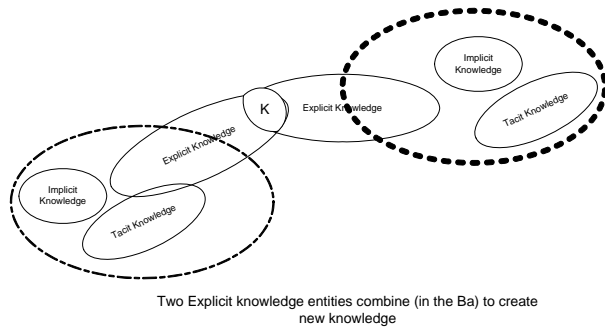 Implicit
Knowledge
Tacit Knowledge
K
Explicit Knowledge
Explicit Knowledge
Implicit
Knowledge
Tacit Knowledge
Two Explicit knowledge entities combine (in the Ba) to create
new knowledge